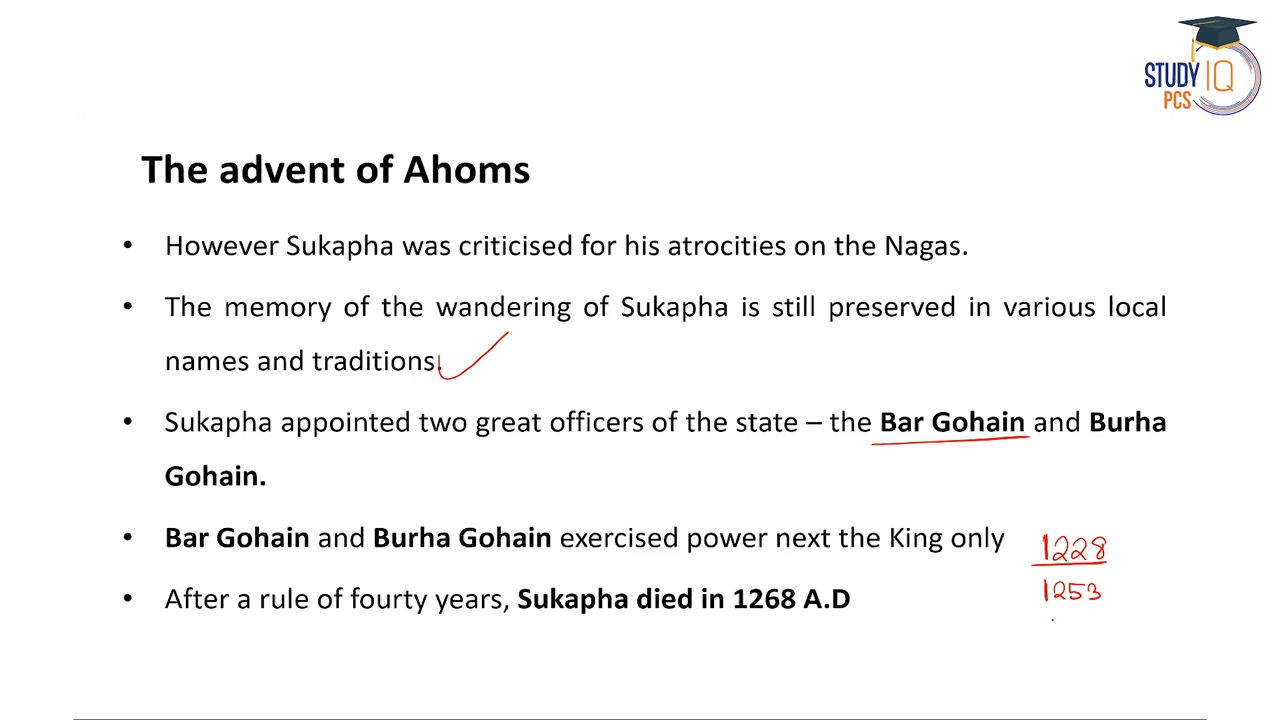 STUDY IQ
PCS
The advent of Ahoms
• However Sukapha was criticised for his atrocities on the Nagas.
• The memory of the wandering of Sukapha is still preserved in various local
names and traditions.
• Sukapha appointed two great officers of the state – the Bar Gohain and Burha
Gohain.
• Bar Gohain and Burha Gohain exercised power next the King only
1228
1253
• After a rule of fourty years, Sukapha died in 1268 A.D